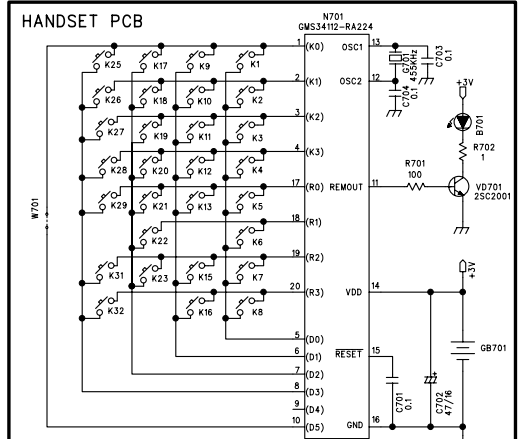 HANDSET PCB
N701
GMS34112-RA224
1 (K0) OSC1 13
K25 K17 K9 K1
G701
455KHz
C703
0.1
2 (K1) OSC2 12
K26 K18 K10 K2
C704
0.1
+3V
3 (K2)
K27 K19 K11 K3
B701
4 (K3)
K28 K20 K12 K4
R702
1
R701
100
17 (R0) REMOUT 11
K29 K21 K13 K5
VD701
2SC2001
W701
18 (R1)
K22 K6
19 (R2)
K31 K23 K15 K7
+3V
20 (R3) VDD 14
K32 K16 K8
5 (D0)
6 (D1) RESET 15
GB701
7 (D2)
8 (D3)
C701
0.1
C702
47/16
9 (D4)
10 (D5) GND 16